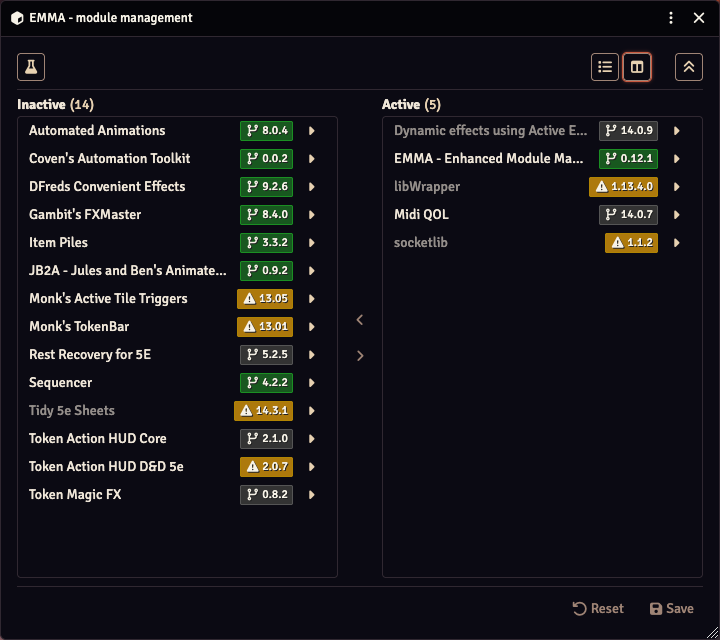 EMMA - module management
Inactive (14)
Automated Animations 8.0.4
Coven's Automation Toolkit 0.0.2
DFreds Convenient Effects 9.2.6
Gambit's FXMaster 8.4.0
Item Piles 3.3.2
JB2A - Jules and Ben's Animate... 0.9.2
Monk's Active Tile Triggers 13.05
Monk's TokenBar 13.01
Rest Recovery for 5E 5.2.5
Sequencer 4.2.2
Tidy 5e Sheets 14.3.1
Token Action HUD Core 2.1.0
Token Action HUD D&D 5e 2.0.7
Token Magic FX 0.8.2
Active (5)
Dynamic effects using Active E... 14.0.9
EMMA - Enhanced Module Ma... 0.12.1
libWrapper 1.13.4.0
Midi QOL 14.0.7
socketlib 1.1.2
Reset Save